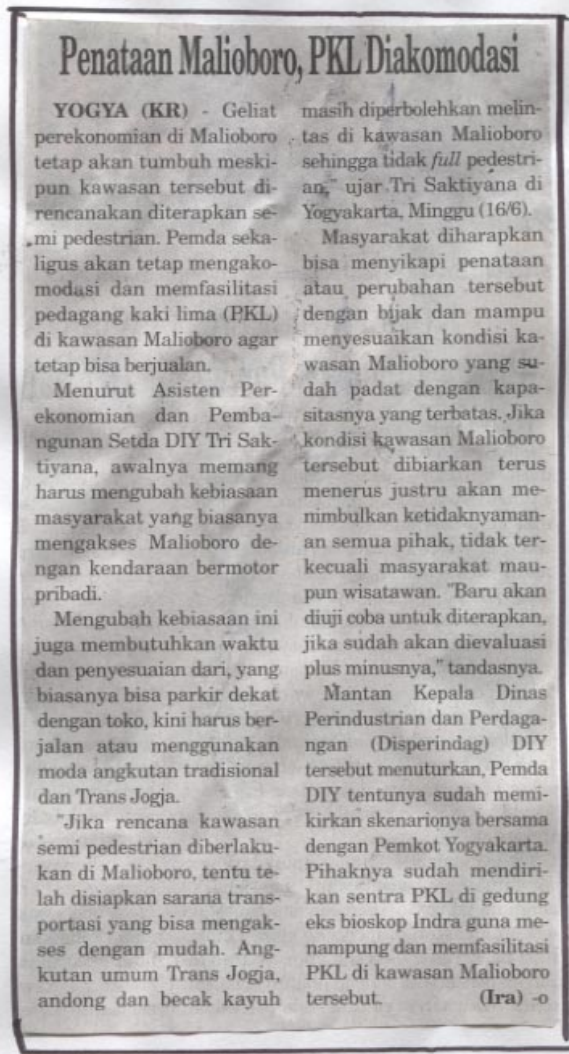 Penataan Malioboro, PKL Diakomodasi
YOGYA (KR) - Geliat
perekonomian di Malioboro
tetap akan tumbuh meski-
pun kawasan tersebut di-
rencanakan diterapkan se-
mi pedestrian. Pemda seka-
ligus akan tetap mengako-
modasi dan memfasilitasi
pedagang kaki lima (PKL)
di kawasan Malioboro agar
tetap bisa berjualan.
Menurut Asisten Per-
ekonomian dan Pemba-
ngunan Setda DIY Tri Sak-
tiyana, awalnya memang
harus mengubah kebiasaan
masyarakat yang biasanya
mengakses Malioboro de-
ngan kendaraan bermotor
pribadi.
Mengubah kebiasaan ini
juga membutuhkan waktu
dan penyesuaian dari, yang
biasanya bisa parkir dekat
dengan toko, kini harus ber-
jalan atau menggunakan
moda angkutan tradisional
dan Trans Jogja.
"Jika rencana kawasan
semi pedestrian diberlaku-
kan di Malioboro, tentu te-
lah disiapkan sarana trans-
portasi yang bisa mengak-
ses dengan mudah. Ang-
kutan umum Trans Jogja,
andong dan becak kayuh
masih diperbolehkan melin-
tas di kawasan Malioboro
sehingga tidak full pedestri-
an," ujar Tri Saktiyana di
Yogyakarta, Minggu (16/6).
Masyarakat diharapkan
bisa menyikapi penataan
atau perubahan tersebut
dengan bijak dan mampu
menyesuaikan kondisi ka-
wasan Malioboro yang su-
dah padat dengan kapa-
sitasnya yang terbatas. Jika
kondisi kawasan Malioboro
tersebut dibiarkan terus
menerus justru akan me-
nimbulkan ketidaknyaman-
an semua pihak, tidak ter-
kecuali masyarakat mau-
pun wisatawan. "Baru akan
diuji coba untuk diterapkan,
jika sudah akan dievaluasi
plus minusnya," tandasnya.
Mantan Kepala Dinas
Perindustrian dan Perdaga-
ngan (Disperindag) DIY
tersebut menuturkan, Pemda
DIY tentunya sudah memi-
kirkan skenarionya bersama
dengan Pemkot Yogyakarta.
Pihaknya sudah mendiri-
kan sentra PKL di gedung
eks bioskop Indra guna me-
nampung dan memfasilitasi
PKL di kawasan Malioboro
tersebut. (Ira) -o